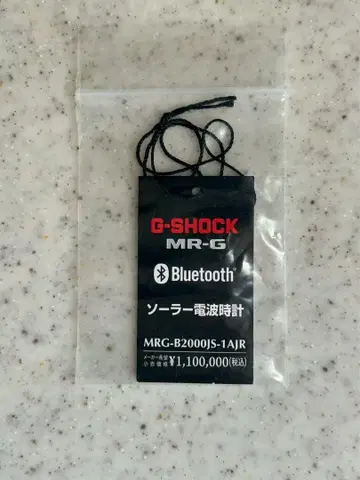 G-SHOCK
MR-G
Bluetooth®
ソーラー電波時計
MRG-B2000JS-1AJR
メーカー希望小売価格 ¥1,100,000(税込)